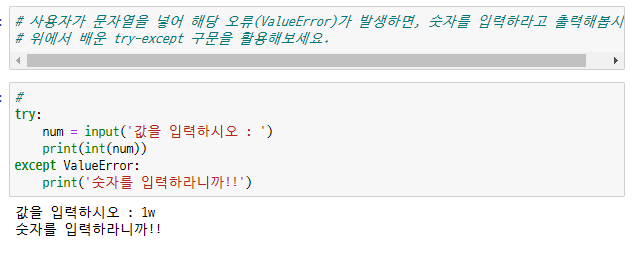 # 사용자가 문자열을 넣어 해당 오류(ValueError)가 발생하면, 숫자를 입력하라고 출력해봅시
# 위에서 배운 try-except 구문을 활용해보세요.
#
try:
    num = input('값을 입력하시오 : ')
    print(int(num))
except ValueError:
    print('숫자를 입력하라니까!!')
값을 입력하시오 : 1w
숫자를 입력하라니까!!